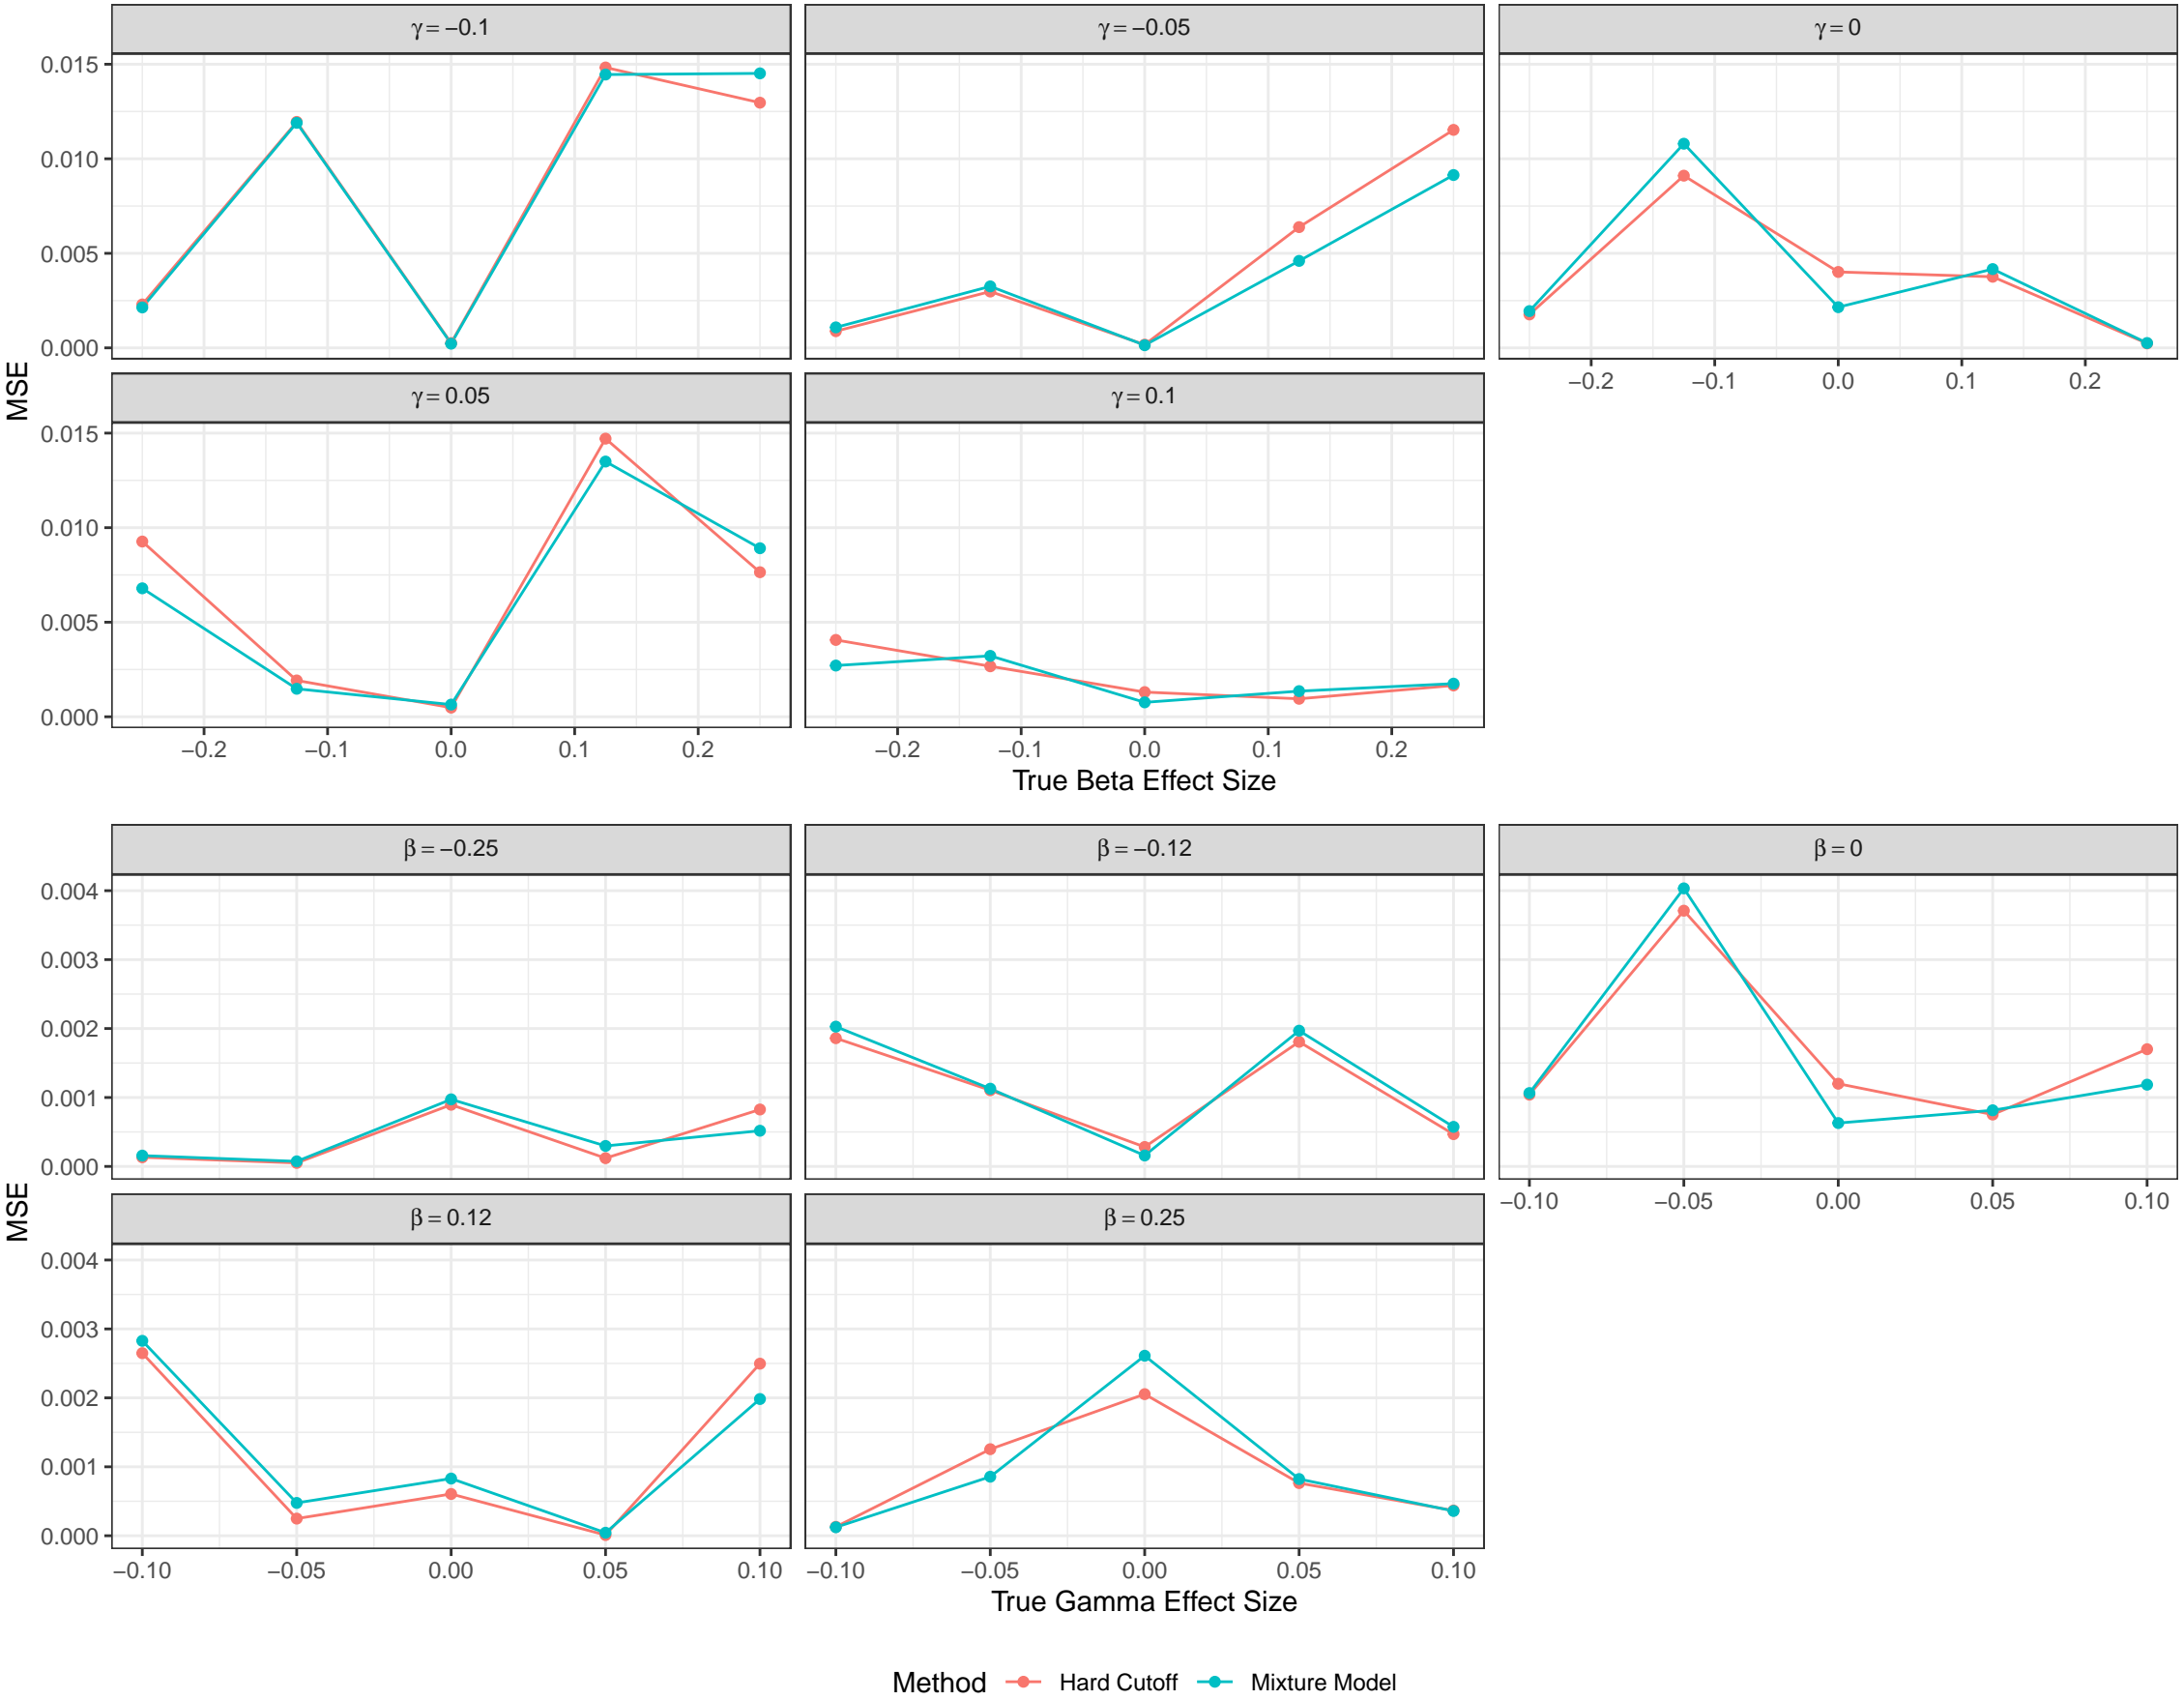 γ = −0.1
γ = −0.05
γ = 0
0.015
0.010
0.005
0.000
−0.2 −0.1 0.0 0.1 0.2
MSE
γ = 0.05
γ = 0.1
0.015
0.010
0.005
0.000
−0.2 −0.1 0.0 0.1 0.2
−0.2 −0.1 0.0 0.1 0.2
True Beta Effect Size
β = −0.25
β = −0.12
β = 0
0.004
0.003
0.002
0.001
0.000
−0.10 −0.05 0.00 0.05 0.10
MSE
β = 0.12
β = 0.25
0.004
0.003
0.002
0.001
0.000
−0.10 −0.05 0.00 0.05 0.10
−0.10 −0.05 0.00 0.05 0.10
True Gamma Effect Size
Method Hard Cutoff Mixture Model